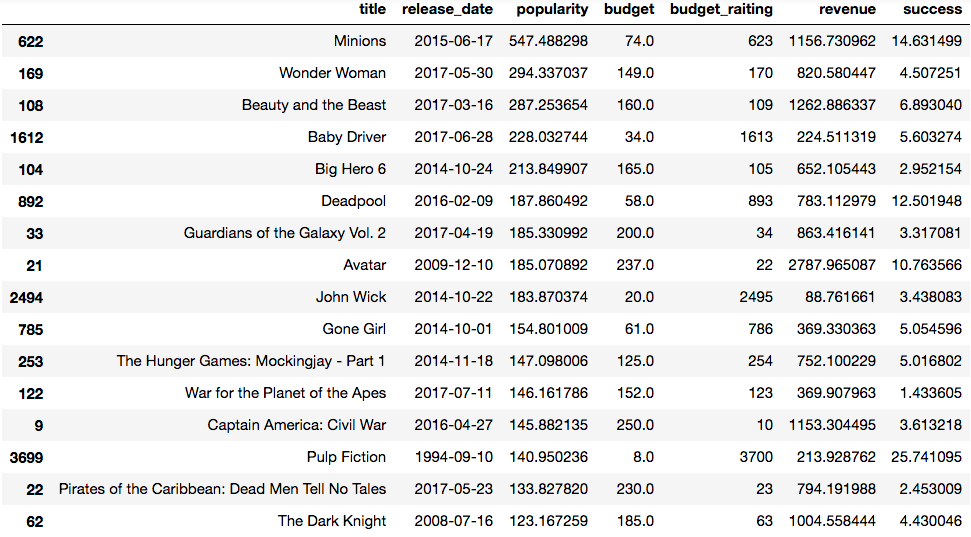 title release_date popularity budget budget_raiting revenue success
622 Minions 2015-06-17 547.488298 74.0 623 1156.730962 14.631499
169 Wonder Woman 2017-05-30 294.337037 149.0 170 820.580447 4.507251
108 Beauty and the Beast 2017-03-16 287.253654 160.0 109 1262.886337 6.893040
1612 Baby Driver 2017-06-28 228.032744 34.0 1613 224.511319 5.603274
104 Big Hero 6 2014-10-24 213.849907 165.0 105 652.105443 2.952154
892 Deadpool 2016-02-09 187.860492 58.0 893 783.112979 12.501948
33 Guardians of the Galaxy Vol. 2 2017-04-19 185.330992 200.0 34 863.416141 3.317081
21 Avatar 2009-12-10 185.070892 237.0 22 2787.965087 10.763566
2494 John Wick 2014-10-22 183.870374 20.0 2495 88.761661 3.438083
785 Gone Girl 2014-10-01 154.801009 61.0 786 369.330363 5.054596
253 The Hunger Games: Mockingjay - Part 1 2014-11-18 147.098006 125.0 254 752.100229 5.016802
122 War for the Planet of the Apes 2017-07-11 146.161786 152.0 123 369.907963 1.433605
9 Captain America: Civil War 2016-04-27 145.882135 250.0 10 1153.304495 3.613218
3699 Pulp Fiction 1994-09-10 140.950236 8.0 3700 213.928762 25.741095
22 Pirates of the Caribbean: Dead Men Tell No Tales 2017-05-23 133.827820 230.0 23 794.191988 2.453009
62 The Dark Knight 2008-07-16 123.167259 185.0 63 1004.558444 4.430046